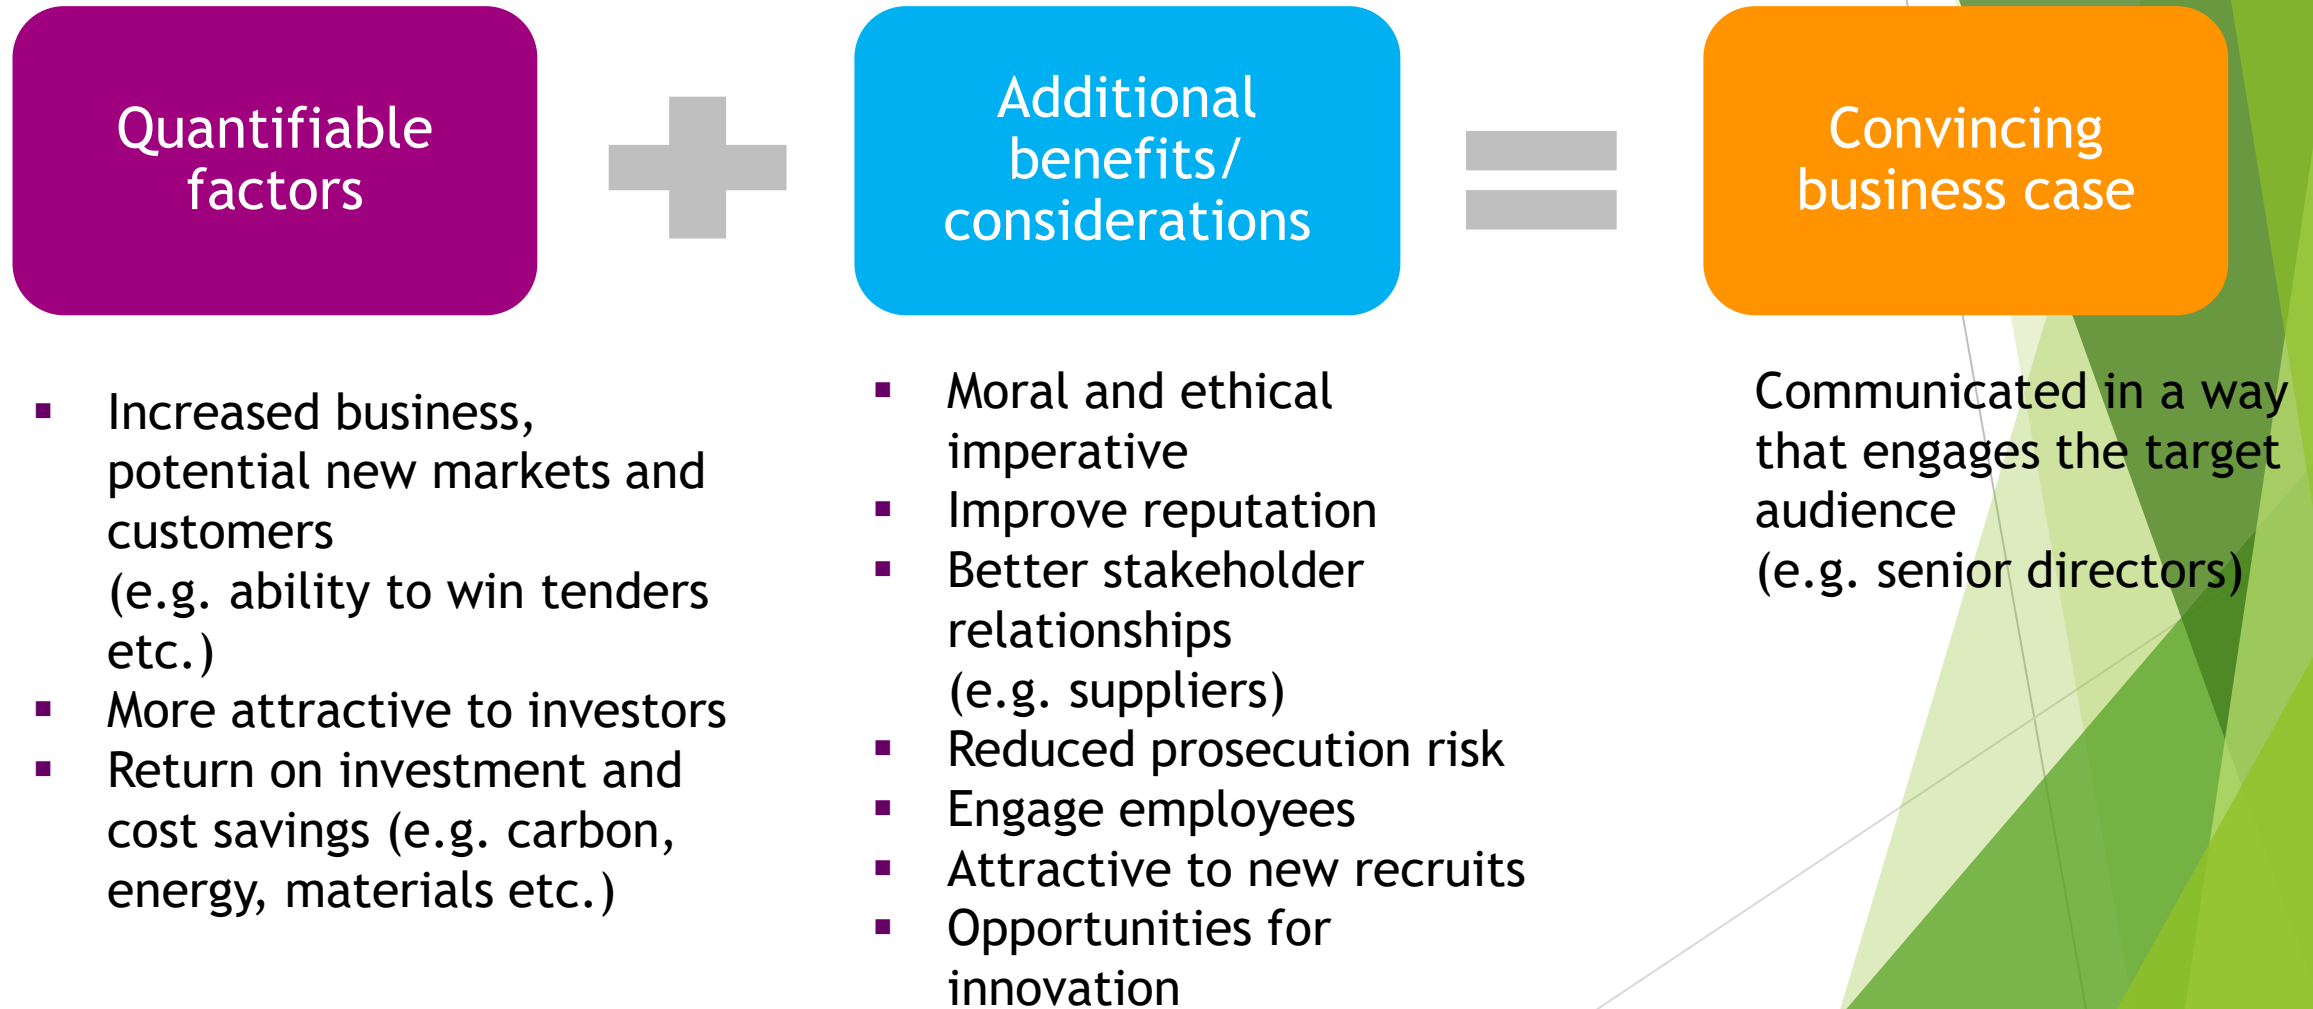 Quantifiable
factors
Additional
benefits/
considerations
Convincing
business case
▪ Increased business,
potential new markets and
customers
(e.g. ability to win tenders
etc.)
▪ More attractive to investors
▪ Return on investment and
cost savings (e.g. carbon,
energy, materials etc.)
▪ Moral and ethical
imperative
▪ Improve reputation
▪ Better stakeholder
relationships
(e.g. suppliers)
▪ Reduced prosecution risk
▪ Engage employees
▪ Attractive to new recruits
▪ Opportunities for
innovation
Communicated in a way
that engages the target
audience
(e.g. senior directors)